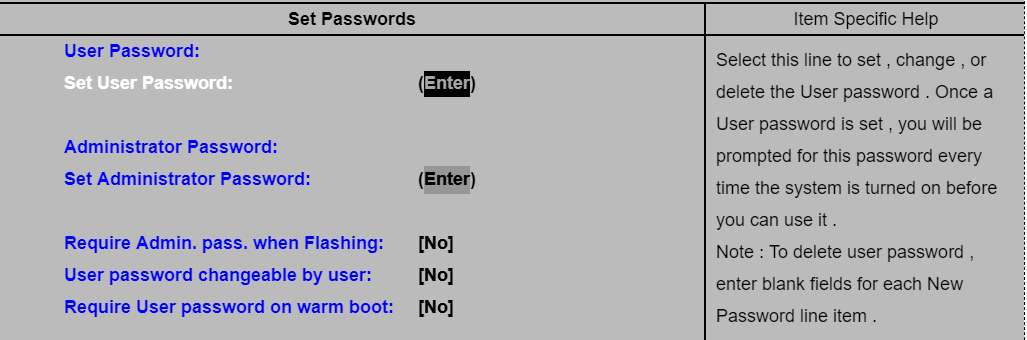 Set Passwords
Item Specific Help
User Password:
Set User Password: (Enter)
Administrator Password:
Set Administrator Password: (Enter)
Require Admin. pass. when Flashing: [No]
User password changeable by user: [No]
Require User password on warm boot: [No]
Select this line to set , change , or
delete the User password . Once a
User password is set , you will be
prompted for this password every
time the system is turned on before
you can use it .
Note : To delete user password ,
enter blank fields for each New
Password line item .